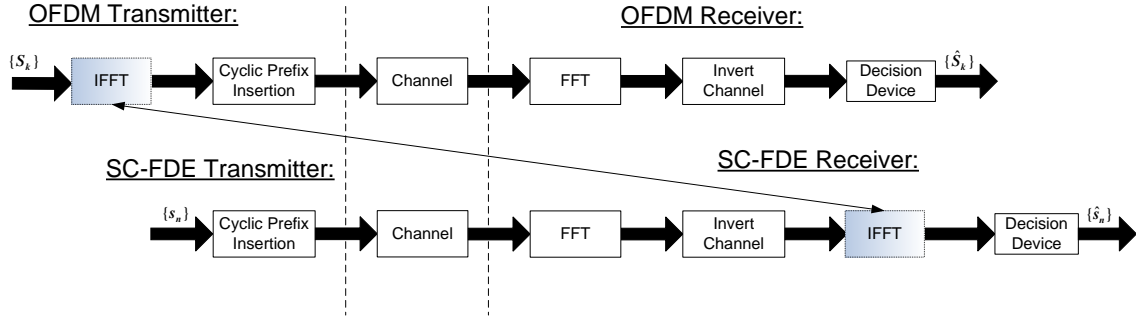 OFDM Transmitter:
OFDM Receiver:
{S_k}
IFFT
Cyclic Prefix
Insertion
Channel
FFT
Invert
Channel
Decision
Device
{Ŝ_k}
SC-FDE Transmitter:
SC-FDE Receiver:
{s_n}
Cyclic Prefix
Insertion
Channel
FFT
Invert
Channel
IFFT
Decision
Device
{ŝ_n}